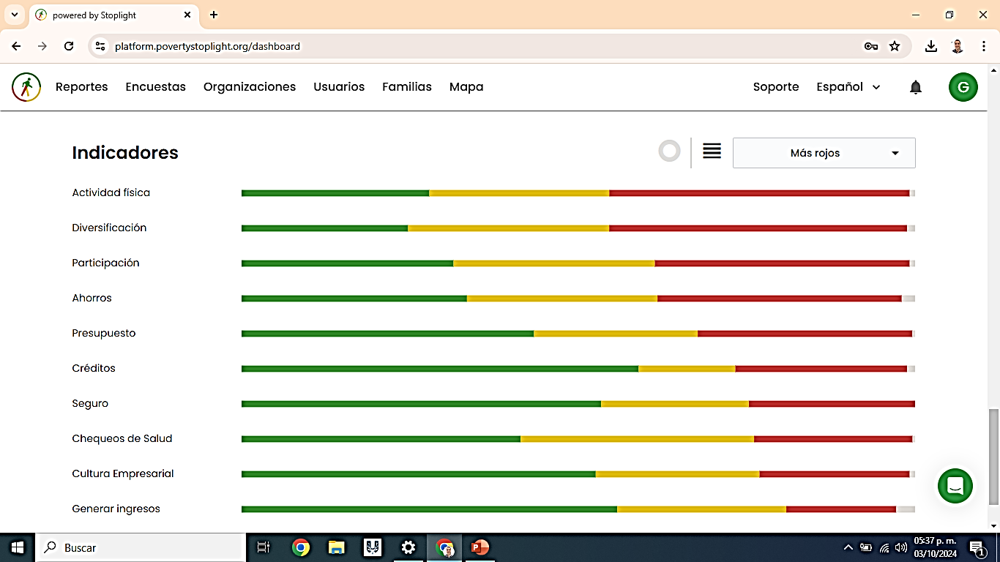 powered by Stoplight
platform.povertystoplight.org/dashboard
Reportes Encuestas Organizaciones Usuarios Familias Mapa Soporte Español G
Indicadores Más rojos
Actividad física
Diversificación
Participación
Ahorros
Presupuesto
Créditos
Seguro
Chequeos de Salud
Cultura Empresarial
Generar ingresos
Buscar
05:37 p. m.
03/10/2024
1